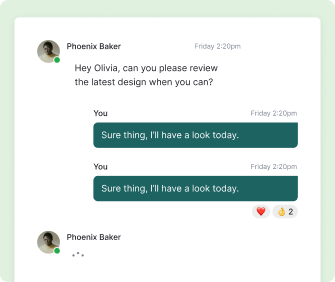 Phoenix Baker Friday 2:20pm
Hey Olivia, can you please review
the latest design when you can?
You Friday 2:20pm
Sure thing, I'll have a look today.
You Friday 2:20pm
Sure thing, I'll have a look today.
❤️ 👌 2
Phoenix Baker